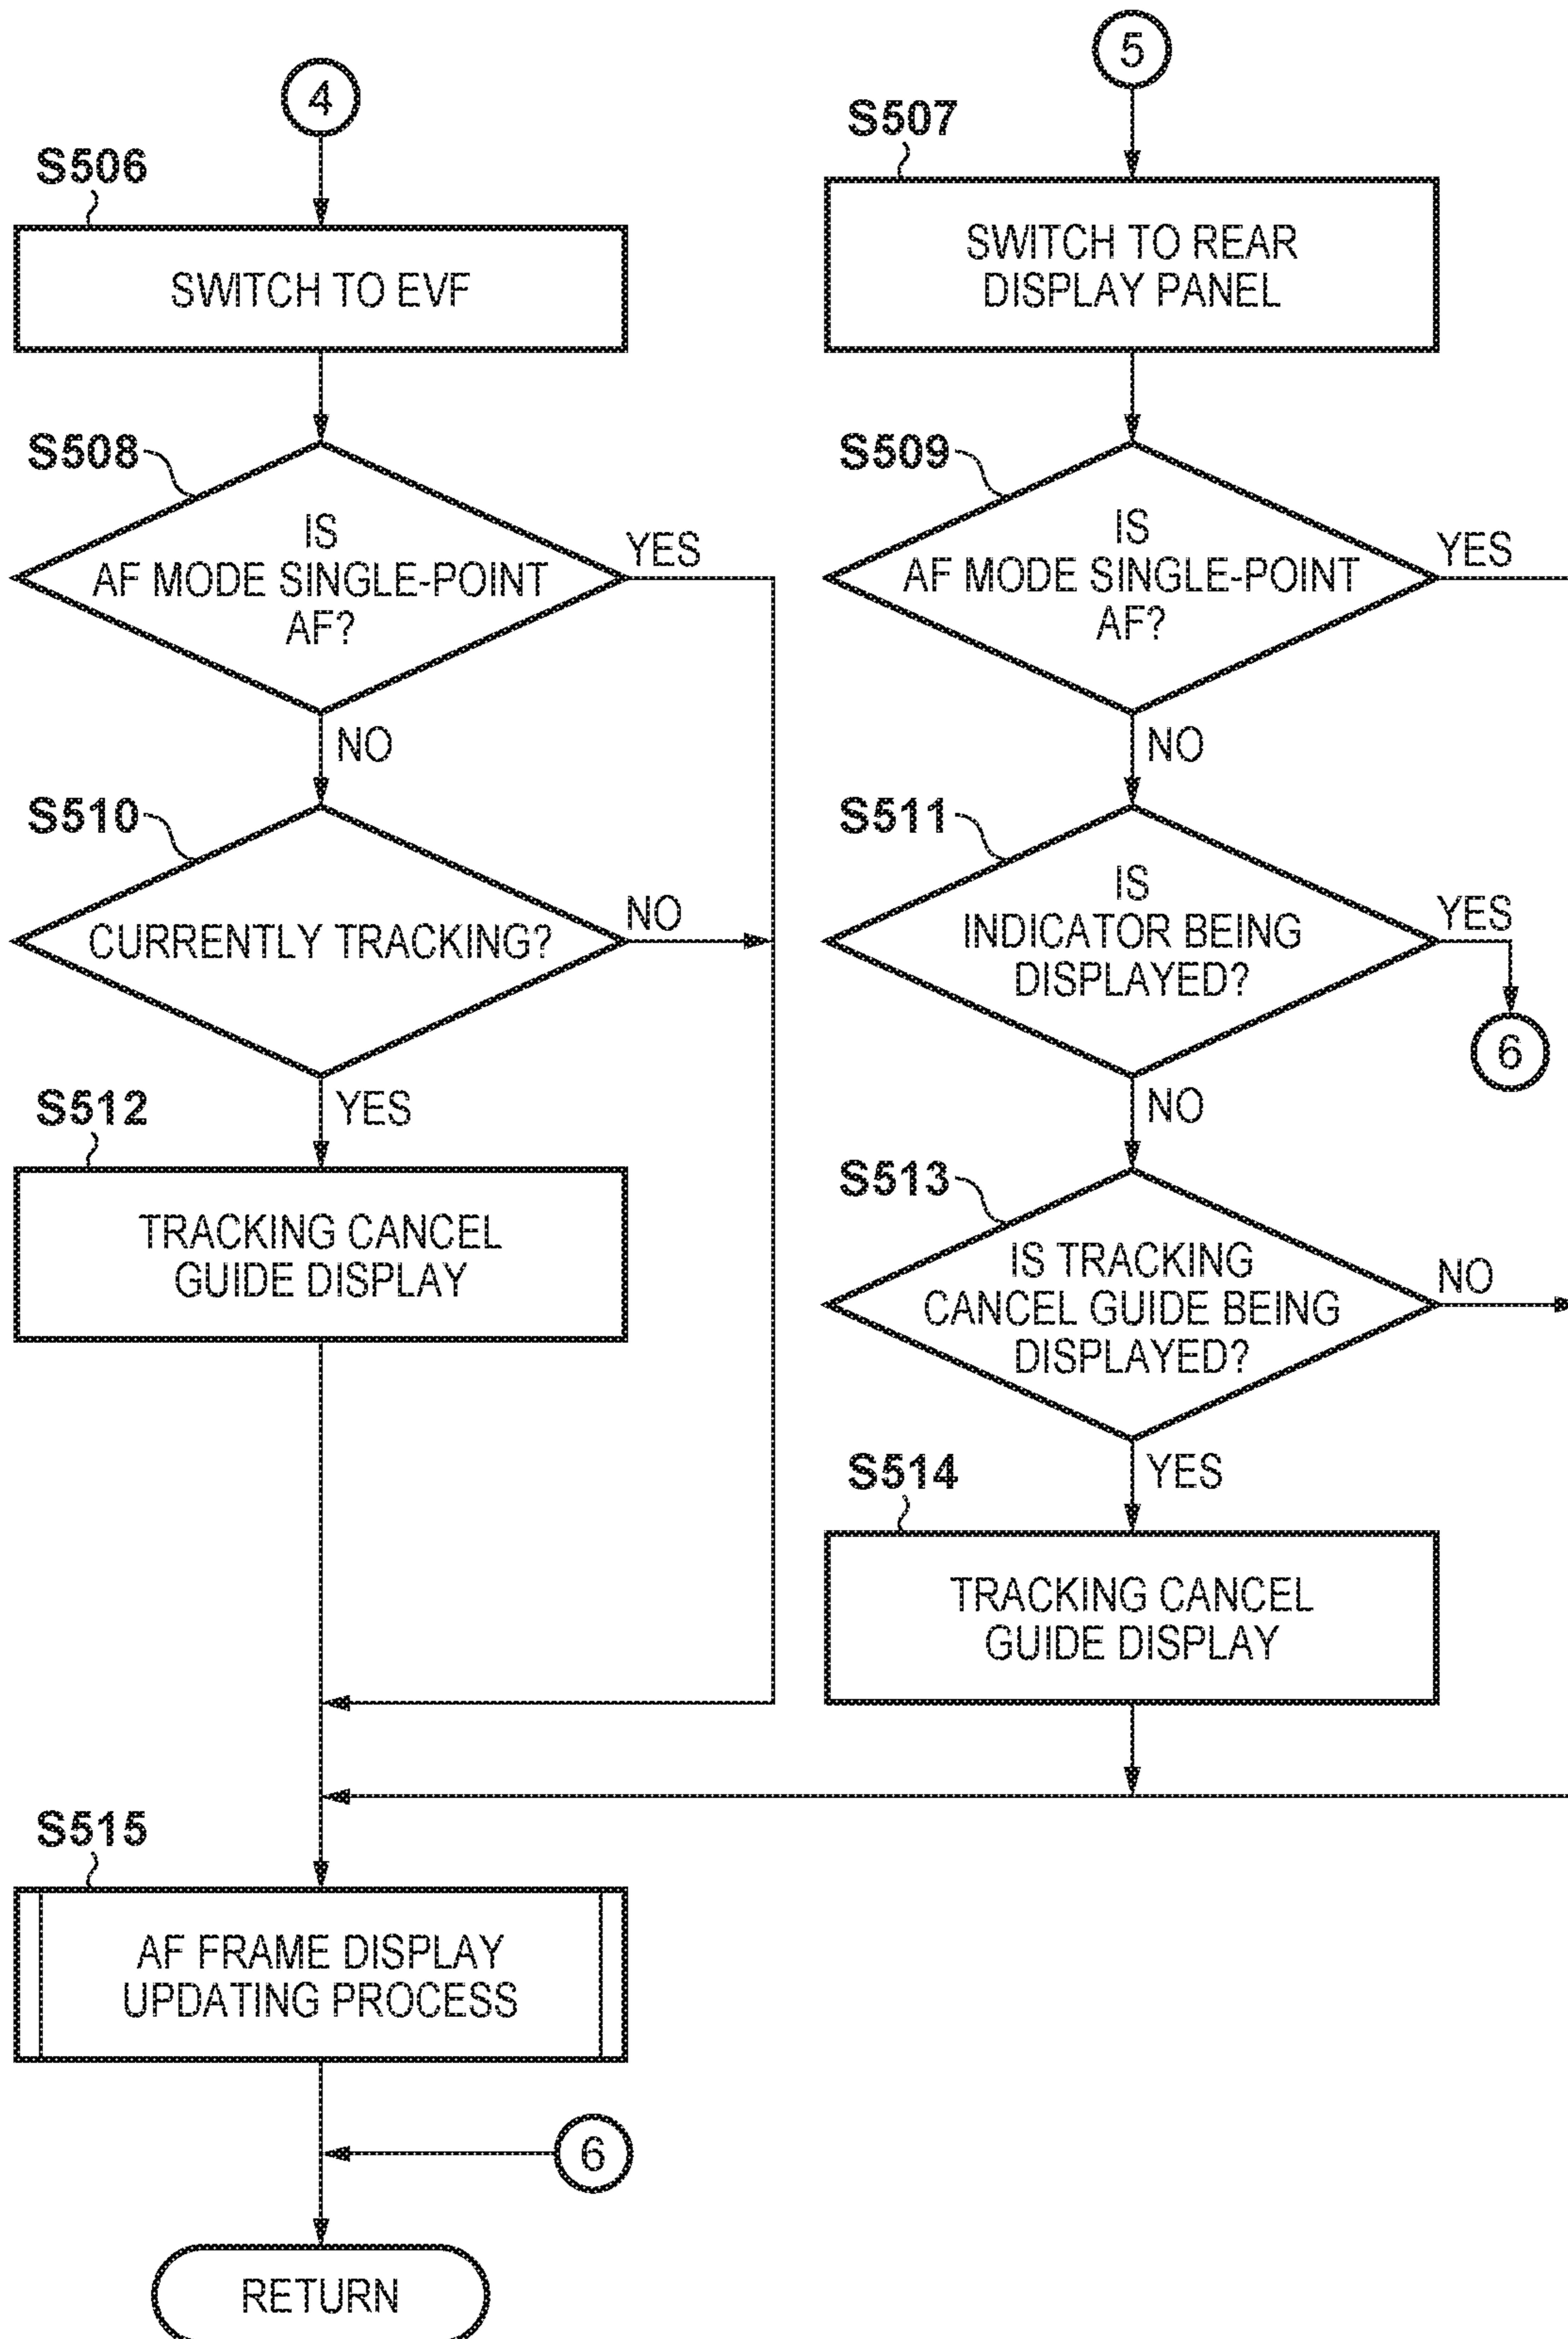 4
S506
SWITCH TO EVF
S508
IS
AF MODE SINGLE-POINT
AF?
YES
NO
S510
CURRENTLY TRACKING?
NO
YES
S512
TRACKING CANCEL
GUIDE DISPLAY
5
S507
SWITCH TO REAR
DISPLAY PANEL
S509
IS
AF MODE SINGLE-POINT
AF?
YES
NO
S511
IS
INDICATOR BEING
DISPLAYED?
YES
6
NO
S513
IS TRACKING
CANCEL GUIDE BEING
DISPLAYED?
NO
YES
S514
TRACKING CANCEL
GUIDE DISPLAY
S515
AF FRAME DISPLAY
UPDATING PROCESS
6
RETURN